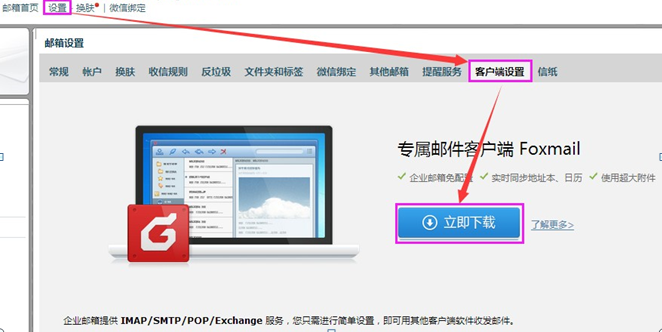 邮箱首页 | 设置 - 换肤 | 微信绑定
邮箱设置
常规 帐户 换肤 收信规则 反垃圾 文件夹和标签 微信绑定 其他邮箱 提醒服务 客户端设置 信纸
专属邮件客户端 Foxmail
企业邮箱免配置 实时同步地址本、日历 使用超大附件
立即下载 了解更多>
企业邮箱提供 IMAP/SMTP/POP/Exchange 服务，您只需进行简单设置，即可用其他客户端软件收发邮件。